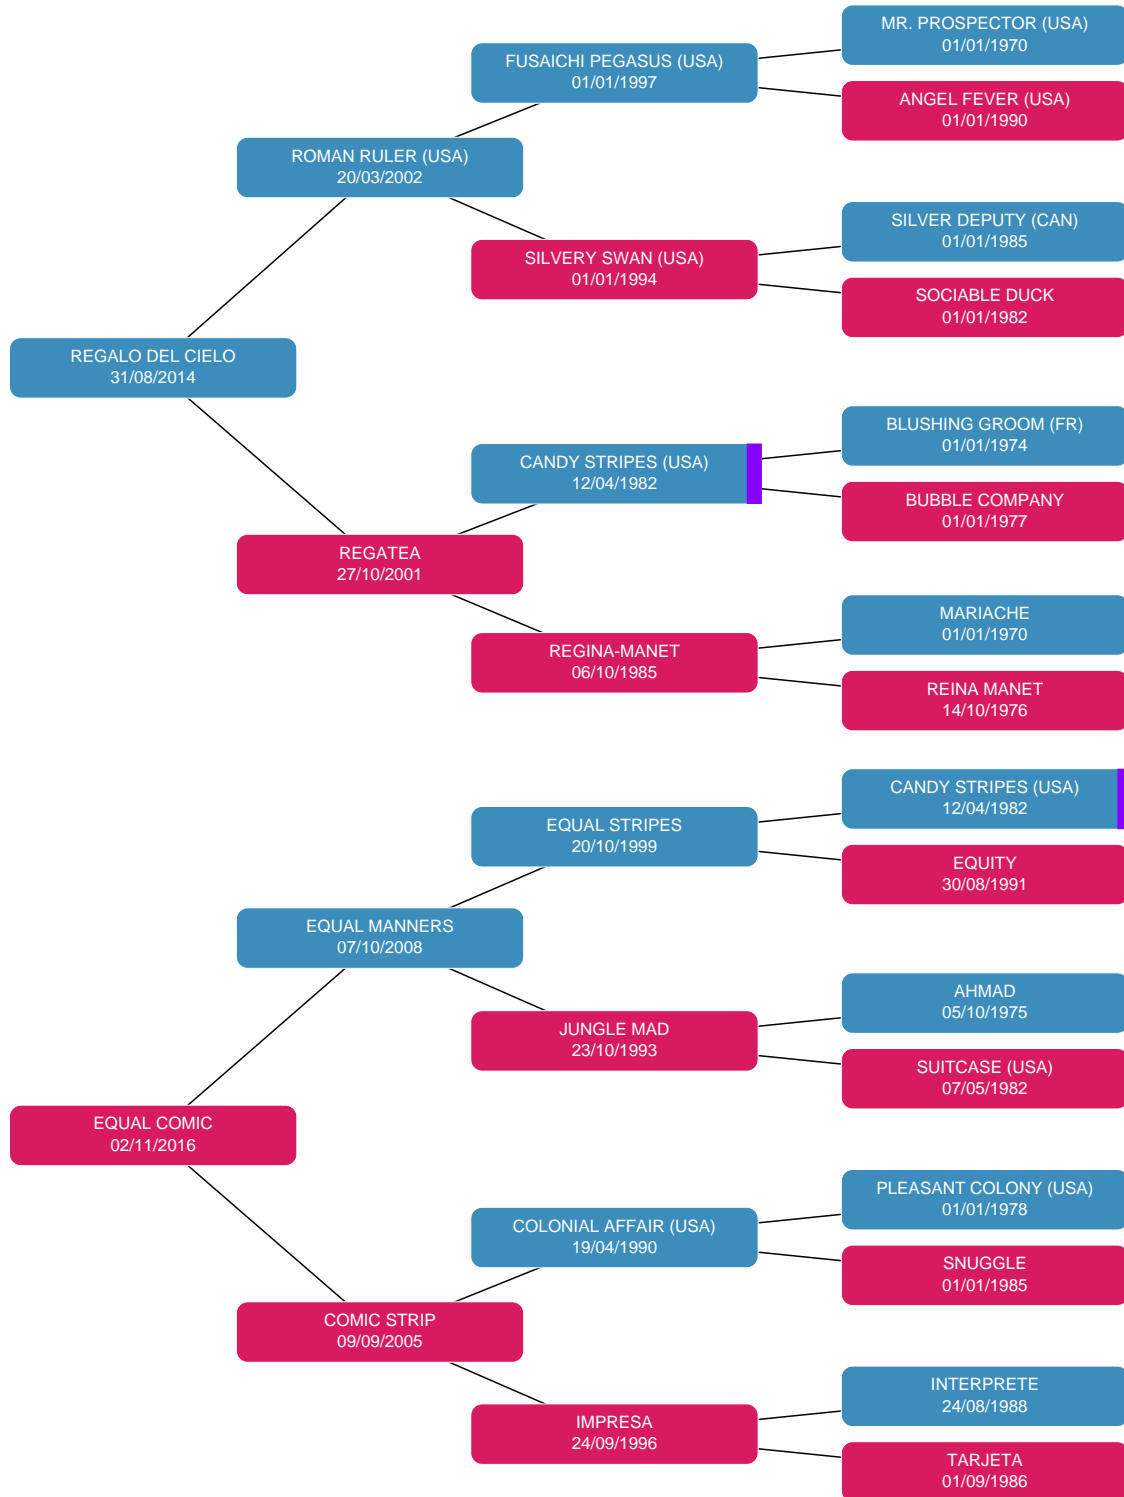 MR. PROSPECTOR (USA)
01/01/1970
FUSAICHI PEGASUS (USA)
01/01/1997
ANGEL FEVER (USA)
01/01/1990
ROMAN RULER (USA)
20/03/2002
SILVER DEPUTY (CAN)
01/01/1985
SILVERY SWAN (USA)
01/01/1994
SOCIABLE DUCK
01/01/1982
REGALO DEL CIELO
31/08/2014
BLUSHING GROOM (FR)
01/01/1974
CANDY STRIPES (USA)
12/04/1982
BUBBLE COMPANY
01/01/1977
REGATEA
27/10/2001
MARIACHE
01/01/1970
REGINA-MANET
06/10/1985
REINA MANET
14/10/1976
CANDY STRIPES (USA)
12/04/1982
EQUAL STRIPES
20/10/1999
EQUITY
30/08/1991
EQUAL MANNERS
07/10/2008
AHMAD
05/10/1975
JUNGLE MAD
23/10/1993
SUITCASE (USA)
07/05/1982
EQUAL COMIC
02/11/2016
PLEASANT COLONY (USA)
01/01/1978
COLONIAL AFFAIR (USA)
19/04/1990
SNUGGLE
01/01/1985
COMIC STRIP
09/09/2005
INTERPRETE
24/08/1988
IMPRESA
24/09/1996
TARJETA
01/09/1986